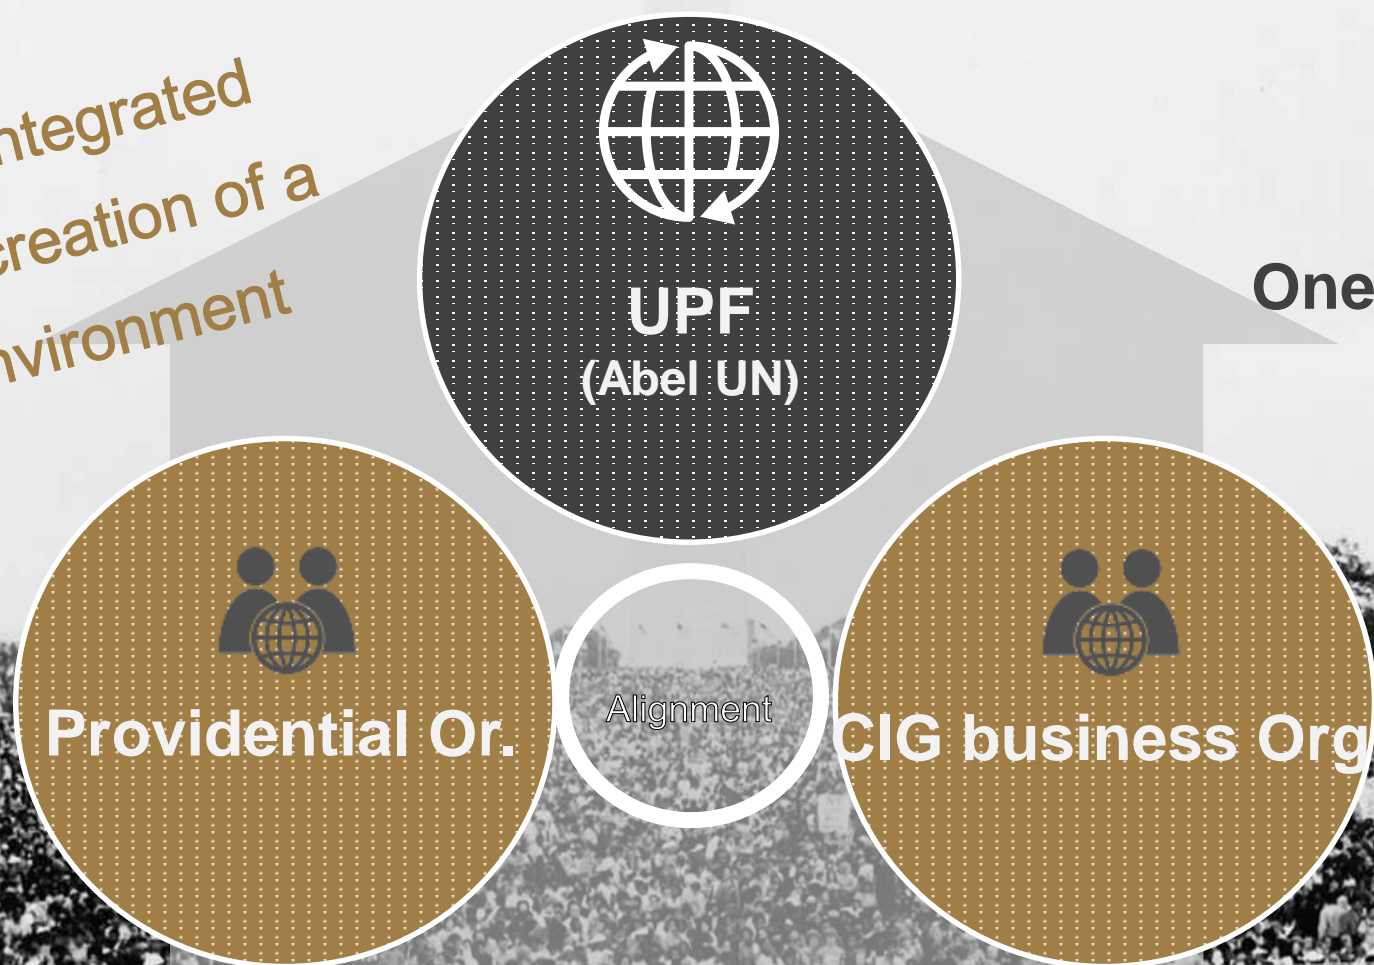 ntegrated
creation of a
nvironment
One
UPF
(Abel UN)
Providential Or.
Alignment
CIG business Org